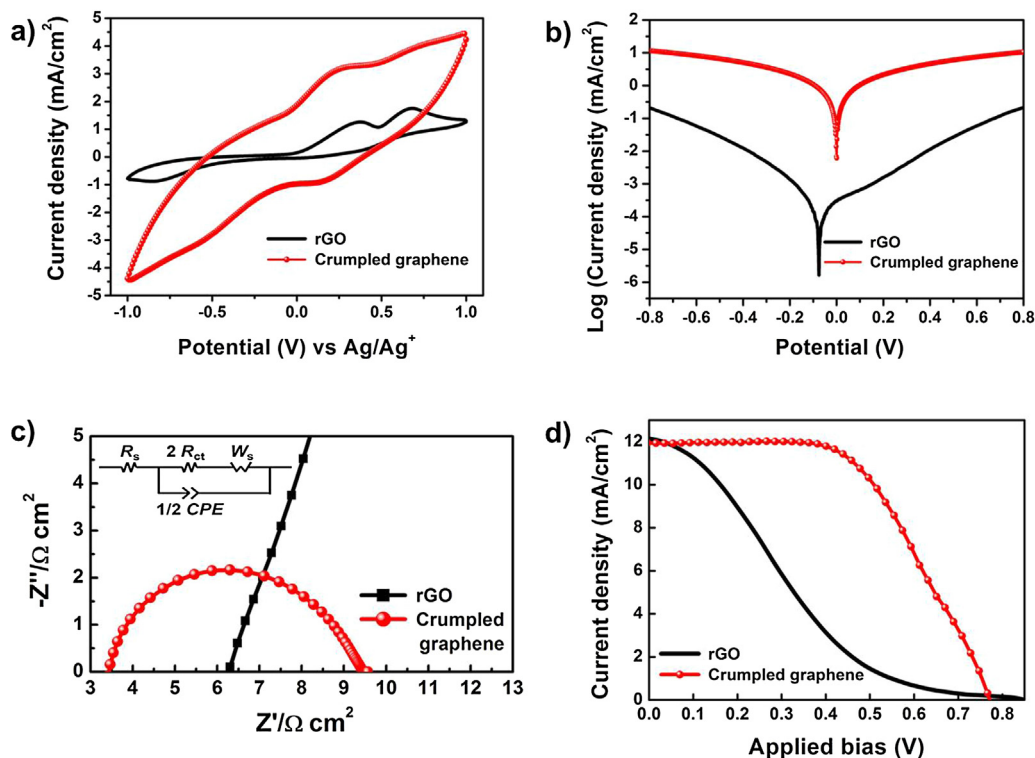 a)
Current density (mA/cm²)
5
4
3
2
1
0
-1
-2
-3
-4
-5
rGO
Crumpled graphene
-1.0 -0.5 0.0 0.5 1.0
Potential (V) vs Ag/Ag⁺
b)
Log (Current density (mA/cm²)
2
1
0
-1
-2
-3
-4
-5
-6
rGO
Crumpled graphene
-0.8 -0.6 -0.4 -0.2 -0.0 0.2 0.4 0.6 0.8
Potential (V)
c)
-Z''/Ω cm²
5
4
3
2
1
0
Rs 2 Rct Ws
1/2 CPE
rGO
Crumpled
graphene
3 4 5 6 7 8 9 10 11 12 13
Z'/Ω cm²
d)
Current density (mA/cm²)
12
10
8
6
4
2
0
rGO
Crumpled graphene
0.0 0.1 0.2 0.3 0.4 0.5 0.6 0.7 0.8
Applied bias (V)